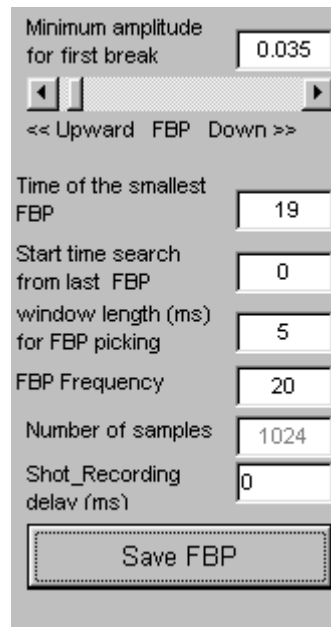 Minimum amplitude
for first break
0.035
<< Upward FBP Down >>
Time of the smallest
FBP
19
Start time search
from last FBP
0
window length (ms)
for FBP picking
5
FBP Frequency
20
Number of samples
1024
Shot_Recording
delay (ms)
0
Save FBP